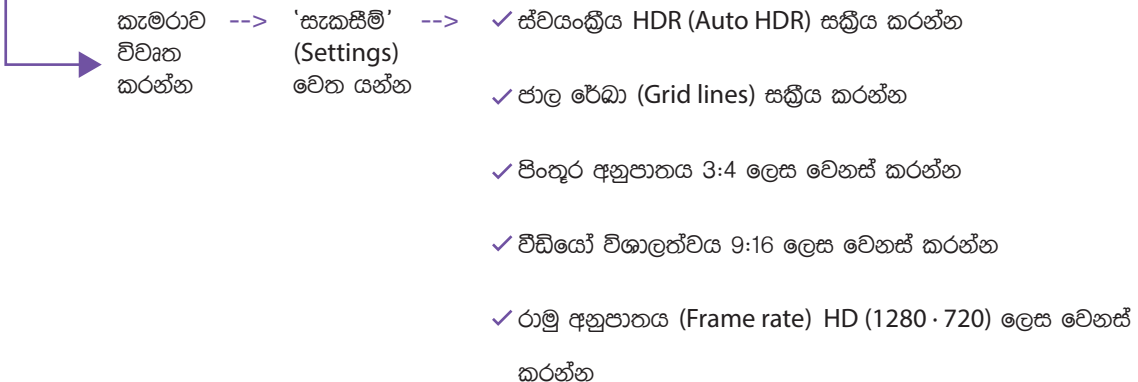 කැමරාව --> ‘සැකසීම්’ --> ✓ ස්වයංක්‍රීය HDR (Auto HDR) සක්‍රීය කරන්න
විවෘත (Settings)
කරන්න වෙත යන්න
✓ ජාල රේඛා (Grid lines) සක්‍රීය කරන්න
✓ පිංතූර අනුපාතය 3:4 ලෙස වෙනස් කරන්න
✓ වීඩියෝ විශාලත්වය 9:16 ලෙස වෙනස් කරන්න
✓ රාමු අනුපාතය (Frame rate) HD (1280 · 720) ලෙස වෙනස්
කරන්න